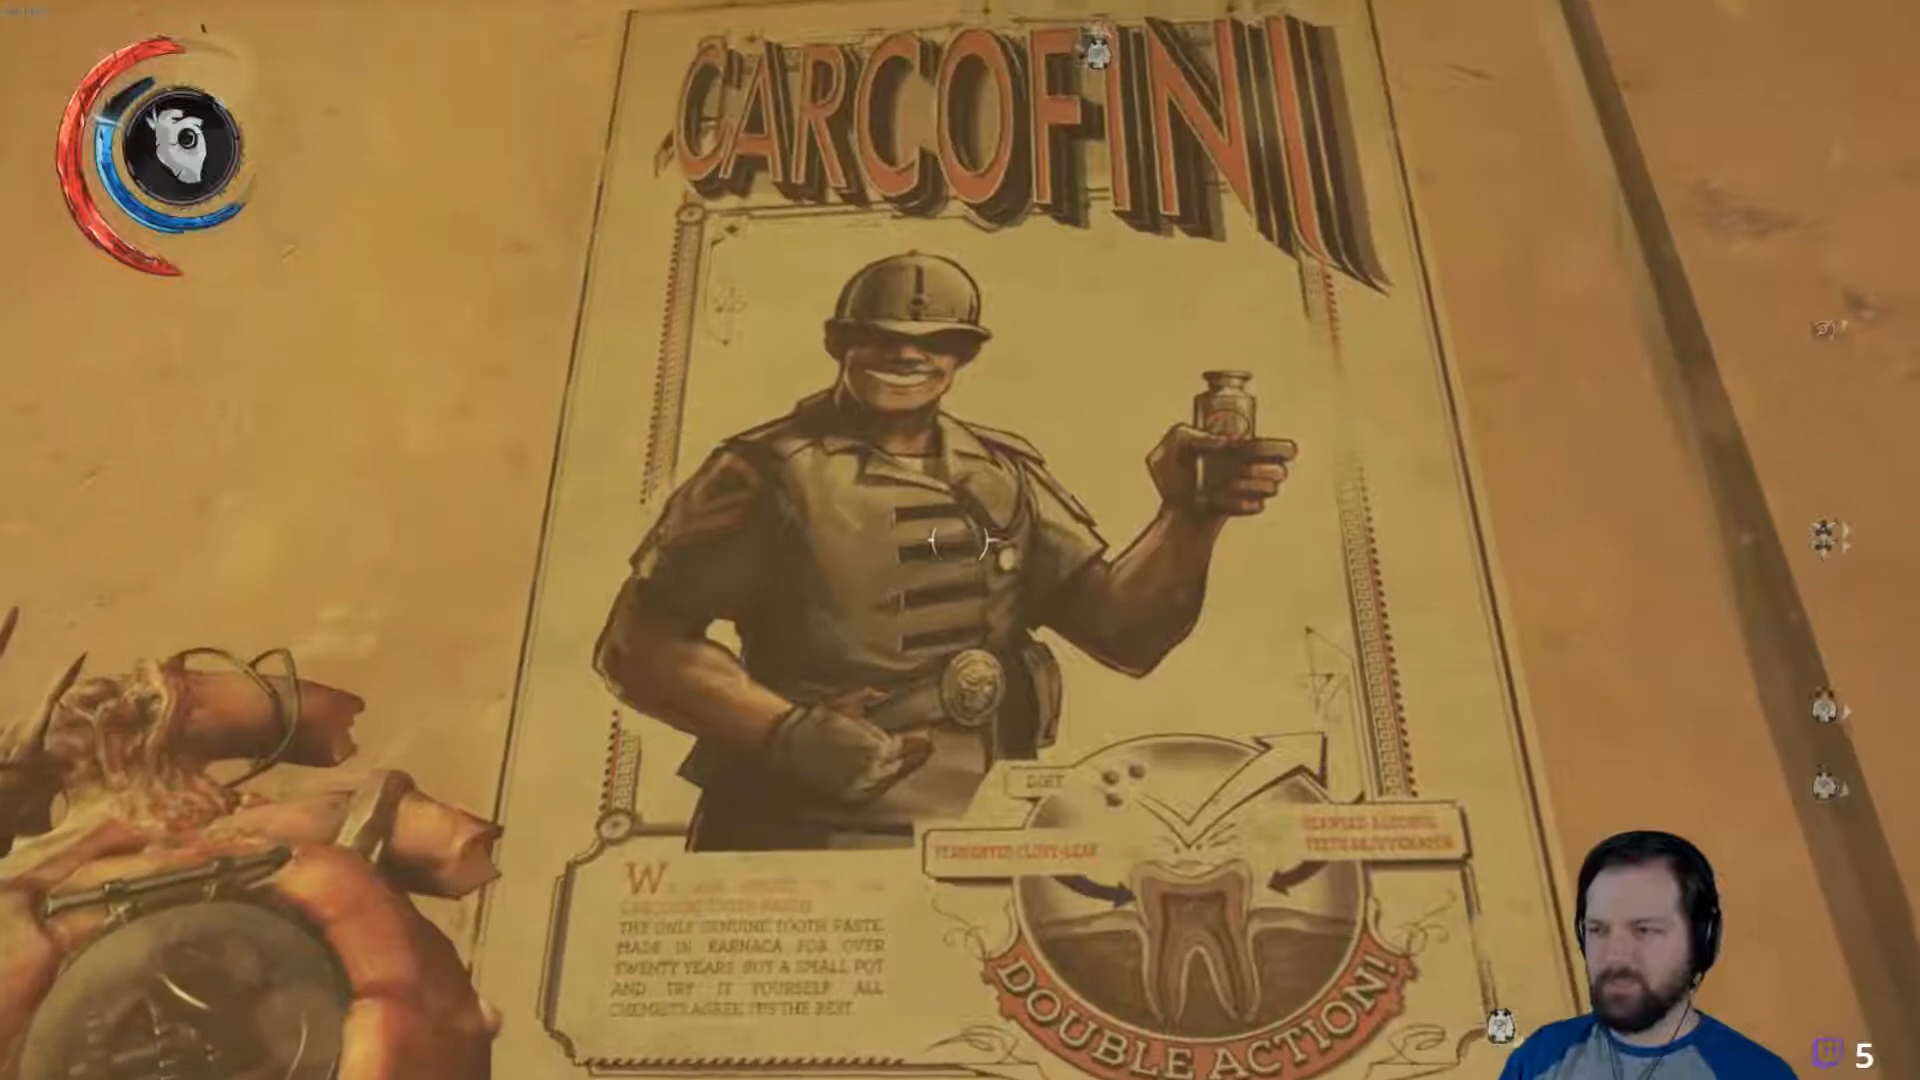 CARCOFINI
DIRT
FERMENTED CLOVE-LEAF
SEAWEED ALCOHOL
TEETH REJUVENATOR
THE ONLY GENUINE TOOTH PASTE
MADE IN KARNACA FOR OVER
TWENTY YEARS BUY A SMALL POT
AND TRY IT YOURSELF ALL
CHEMISTS AGREE IT'S THE BEST.
DOUBLE ACTION!
5